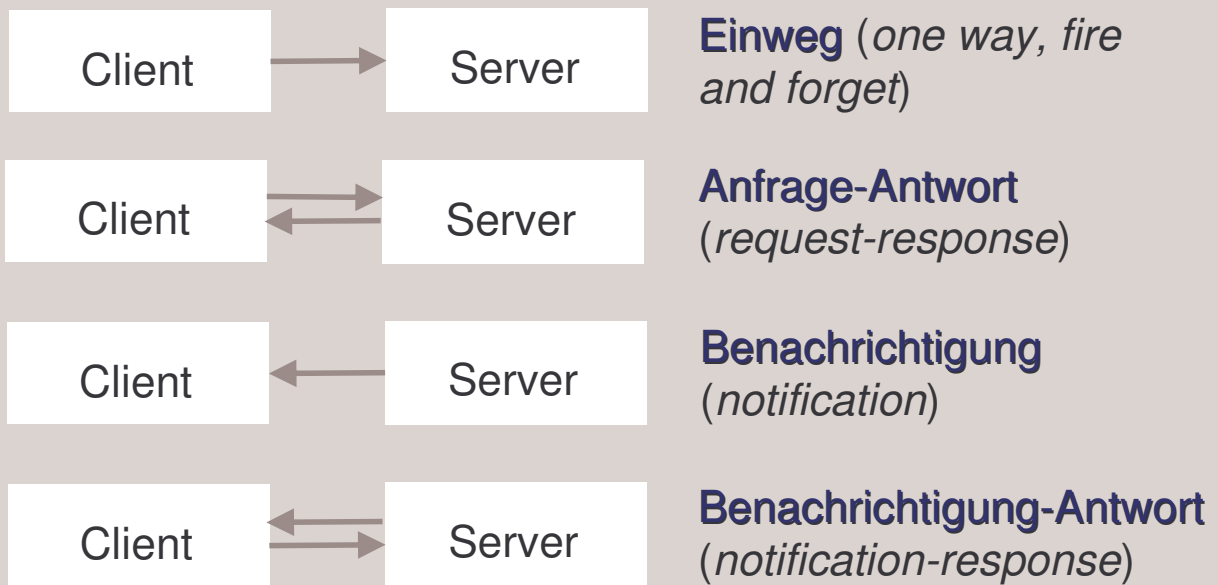 Client
Server
Einweg (one way, fire
and forget)
Client
Server
Anfrage-Antwort
(request-response)
Client
Server
Benachrichtigung
(notification)
Client
Server
Benachrichtigung-Antwort
(notification-response)